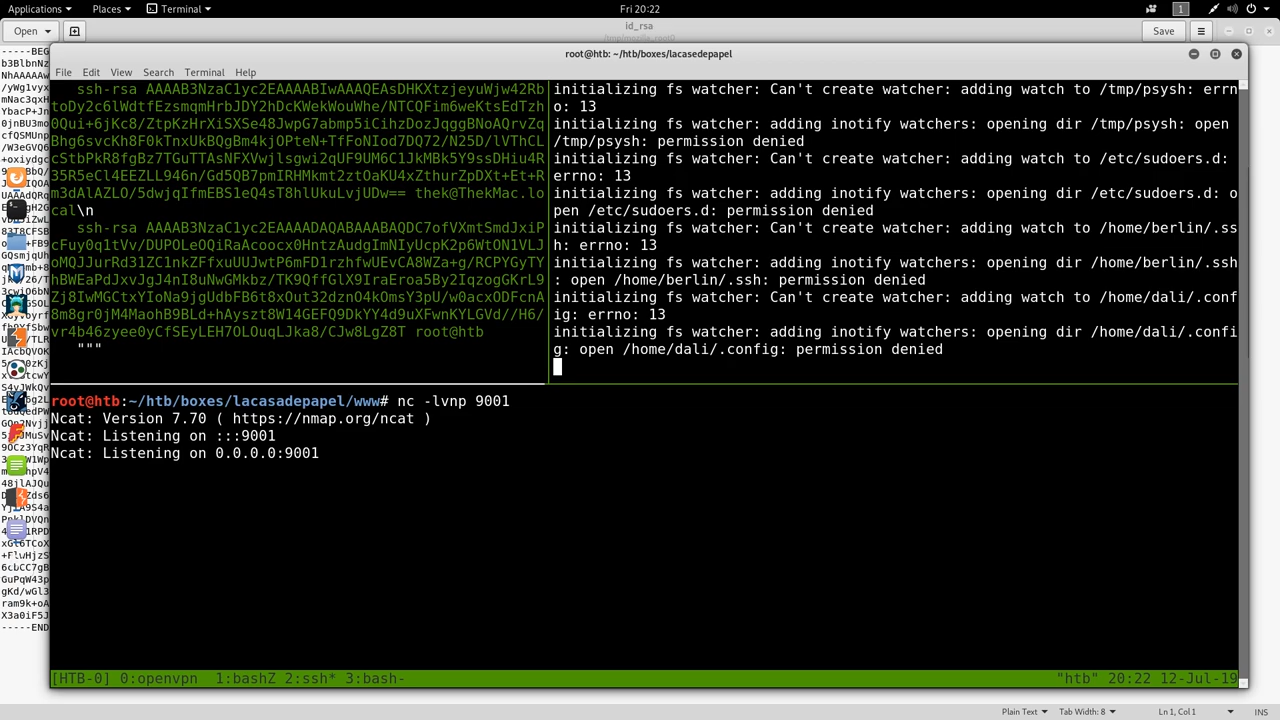 Applications
Places
Terminal
Fri 20:22
1
Open
id_rsa
/tmp/mozilla_root0
Save
root@htb: ~/htb/boxes/lacasedepapel
File Edit View Search Terminal Help
ssh-rsa AAAAB3NzaC1yc2EAAAABIwAAAQEAsDHKXtzjeyuWjw42Rb
toDy2c6lWdtfEzsmqmHrbJDY2hDcKWekWouWhe/NTCQFim6weKtsEdTzh
0Qui+6jKc8/ZtpKzHrXiSXSe48JwpG7abmp5iCihzDozJqggBNoAQrvZq
Bhg6svcKh8F0kTnxUkBQgBm4kjOPteN+TfFoNIod7DQ72/N25D/lVThCL
cStbPkR8fgBz7TGuTTAsNFXVwjlsgwi2qUF9UM6C1JkMBk5Y9ssDHiu4R
35R5eCl4EEZLL946n/Gd5QB7pmIRHMkmt2ztOaKU4xZthurZpDXt+Et+R
m3dAlAZLO/5dwjqIfmEBS1eQ4sT8hlUkuLvjUDw== thek@ThekMac.lo
cal\n
ssh-rsa AAAAB3NzaC1yc2EAAAADAQABAAABAQDC7ofVXmtSmdJxiP
cFuy0q1tVv/DUPOLeOQiRaAcoocx0HntzAudgImNIyUcpK2p6WtON1VLJ
oMQJJurRd31ZC1nkZFfxuUUJwtP6mFD1rzhfwUEvCA8WZa+g/RCPYGyTY
hBWEaPdJxvJgJ4nI8uNwGMkbz/TK9QffGlX9IraEroa5By2IqzogGKrL9
Zj8IwMGCtxYIoNa9jgUdbFB6t8xOut32dznO4kOmsY3pU/w0acxODFcnA
8m8gr0jM4MaohB9BLd+hAyszt8W14GEFQ9DkYY4d9uXFwnKYLGVd//H6/
vr4b46zyee0yCfSEyLEH7OLOuqLJka8/CJw8LgZ8T root@htb
"""
initializing fs watcher: Can't create watcher: adding watch to /tmp/psysh: errn
o: 13
initializing fs watcher: adding inotify watchers: opening dir /tmp/psysh: open
/tmp/psysh: permission denied
initializing fs watcher: Can't create watcher: adding watch to /etc/sudoers.d:
errno: 13
initializing fs watcher: adding inotify watchers: opening dir /etc/sudoers.d: o
pen /etc/sudoers.d: permission denied
initializing fs watcher: Can't create watcher: adding watch to /home/berlin/.ss
h: errno: 13
initializing fs watcher: adding inotify watchers: opening dir /home/berlin/.ssh
: open /home/berlin/.ssh: permission denied
initializing fs watcher: Can't create watcher: adding watch to /home/dali/.conf
ig: errno: 13
initializing fs watcher: adding inotify watchers: opening dir /home/dali/.confi
g: open /home/dali/.config: permission denied
root@htb:~/htb/boxes/lacasadepapel/www# nc -lvnp 9001
Ncat: Version 7.70 ( https://nmap.org/ncat )
Ncat: Listening on :::9001
Ncat: Listening on 0.0.0.0:9001
[HTB-0] 0:openvpn 1:bashZ 2:ssh* 3:bash- "htb" 20:22 12-Jul-19
Plain Text
Tab Width: 8
Ln 1, Col 1
INS